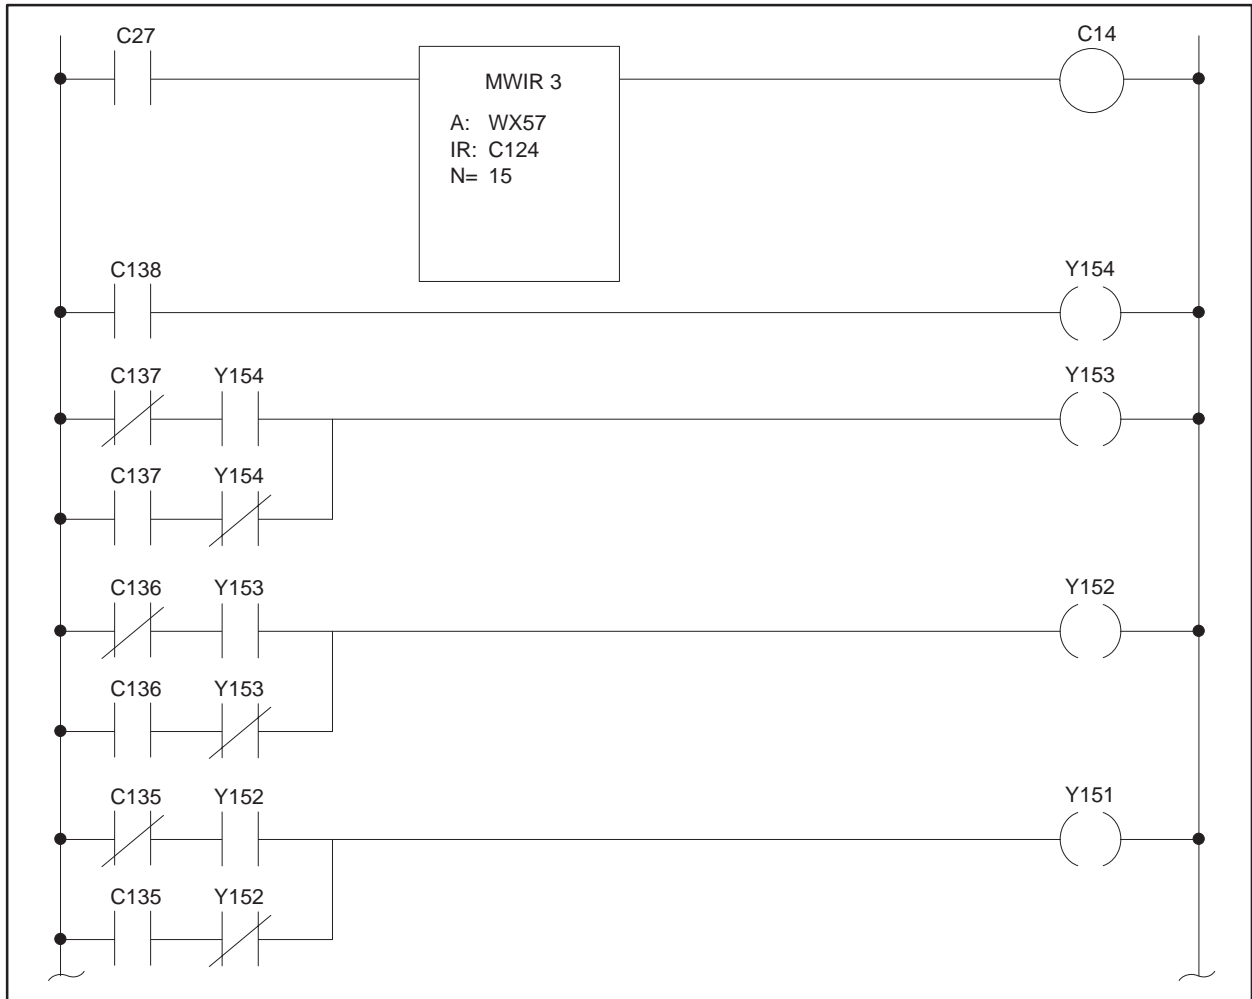 C27 C14
MWIR 3
A: WX57
IR: C124
N= 15
C138 Y154
C137 Y154 Y153
C137 Y154
C136 Y153 Y152
C136 Y153
C135 Y152 Y151
C135 Y152